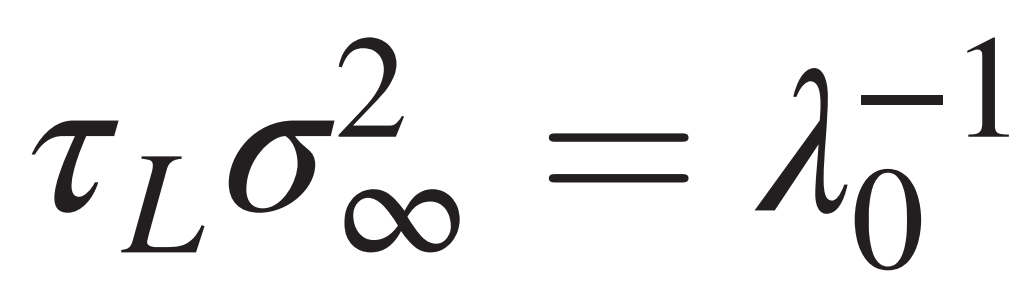 τ_L σ_∞^2 = λ_0^{−1}